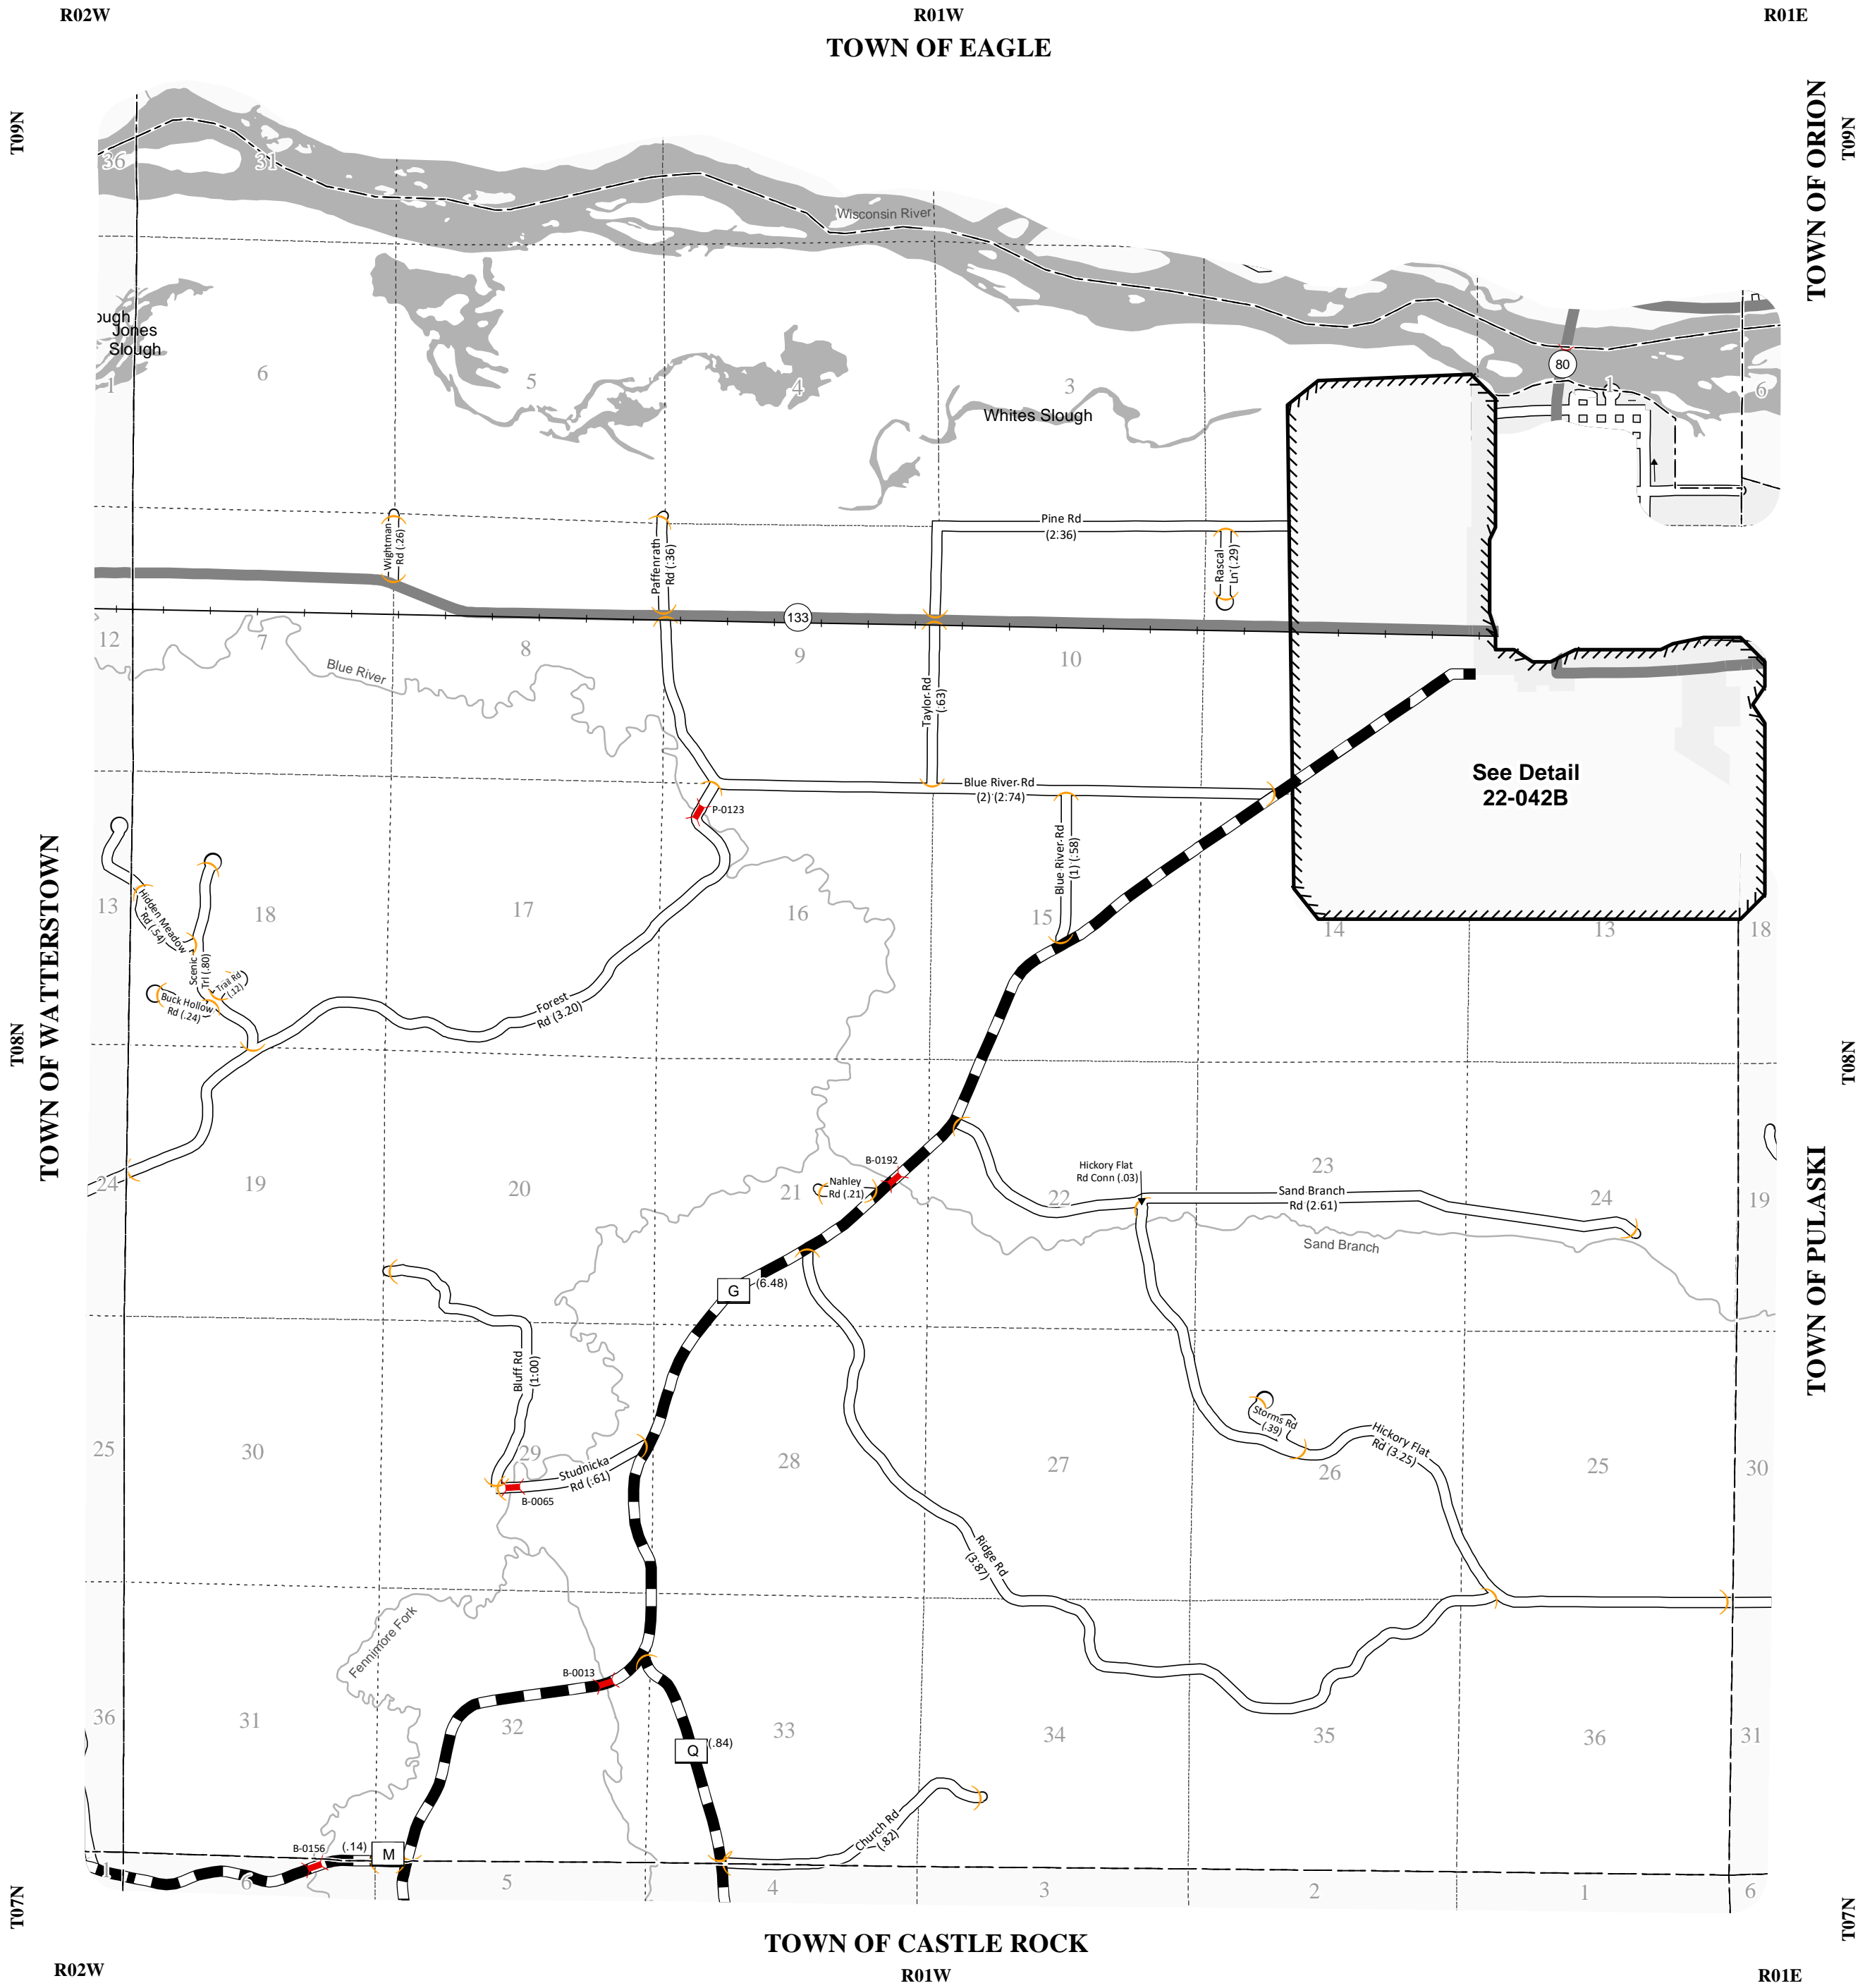 R02W
R01W
R01E
TOWN OF EAGLE
T09N
TOWN OF ORION
T09N
36
31
Wisconsin River
ough
Jones
Slough
1
6
5
4
3
Whites Slough
80
1
6
Pine Rd
(2.36)
Wightman
Rd (.26)
Paffenrath
Rd (.36)
Rascal
Ln (.29)
133
12
7
8
9
10
Blue River
Taylor Rd
(.63)
Blue River Rd
(2) (2.74)
See Detail
22-042B
P-0123
Blue River Rd
(1) (.58)
TOWN OF WATTERSTOWN
13
18
17
16
15
14
13
18
Hidden Meadow
Rd (.54)
Scenic
Trl (.80)
Trail Rd
(.12)
Buck Hollow
Rd (.24)
Forest
Rd (3.20)
T08N
T08N
24
19
20
21
22
23
24
19
B-0192
Nahley
Rd (.21)
Hickory Flat
Rd Conn (.03)
Sand Branch
Rd (2.61)
Sand Branch
TOWN OF PULASKI
G
(6.48)
Bluff Rd
(1.00)
25
30
29
28
27
26
25
30
Storms Rd
(.39)
Hickory Flat
Rd (3.25)
Studnicka
Rd (.61)
B-0065
Ridge Rd
(3.87)
Fennimore Fork
B-0013
36
31
32
33
34
35
36
31
Q
(.84)
Church Rd
(.82)
B-0156
(.14)
M
1
6
5
4
3
2
1
6
T07N
T07N
TOWN OF CASTLE ROCK
R02W
R01W
R01E